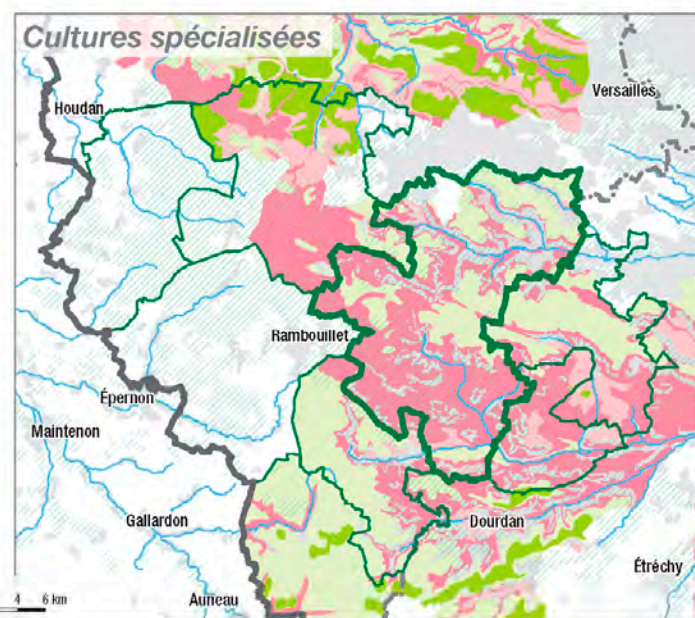 Cultures spécialisées
Versailles
Houdan
Rambouillet
Épernon
Maintenon
Gallardon
Dourdan
Étréchy
Auneau
4 6 km